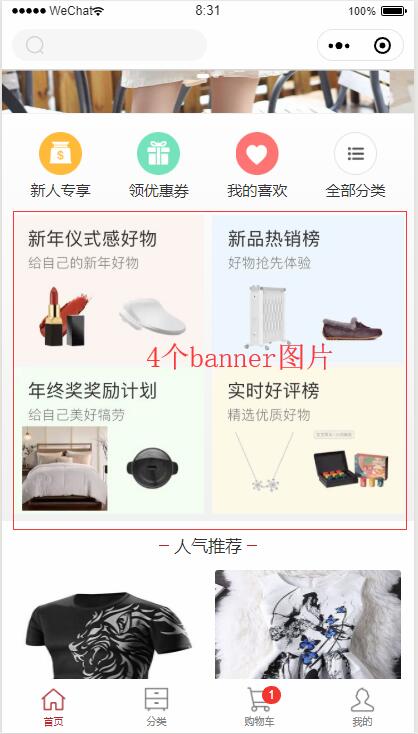 WeChat 8:31 100%
新人专享 领优惠券 我的喜欢 全部分类
新年仪式感好物 新品热销榜
给自己的新年好物 好物抢先体验
4个banner图片
年终奖奖励计划 实时好评榜
给自己美好犒劳 精选优质好物
人气推荐
1
首页 分类 购物车 我的